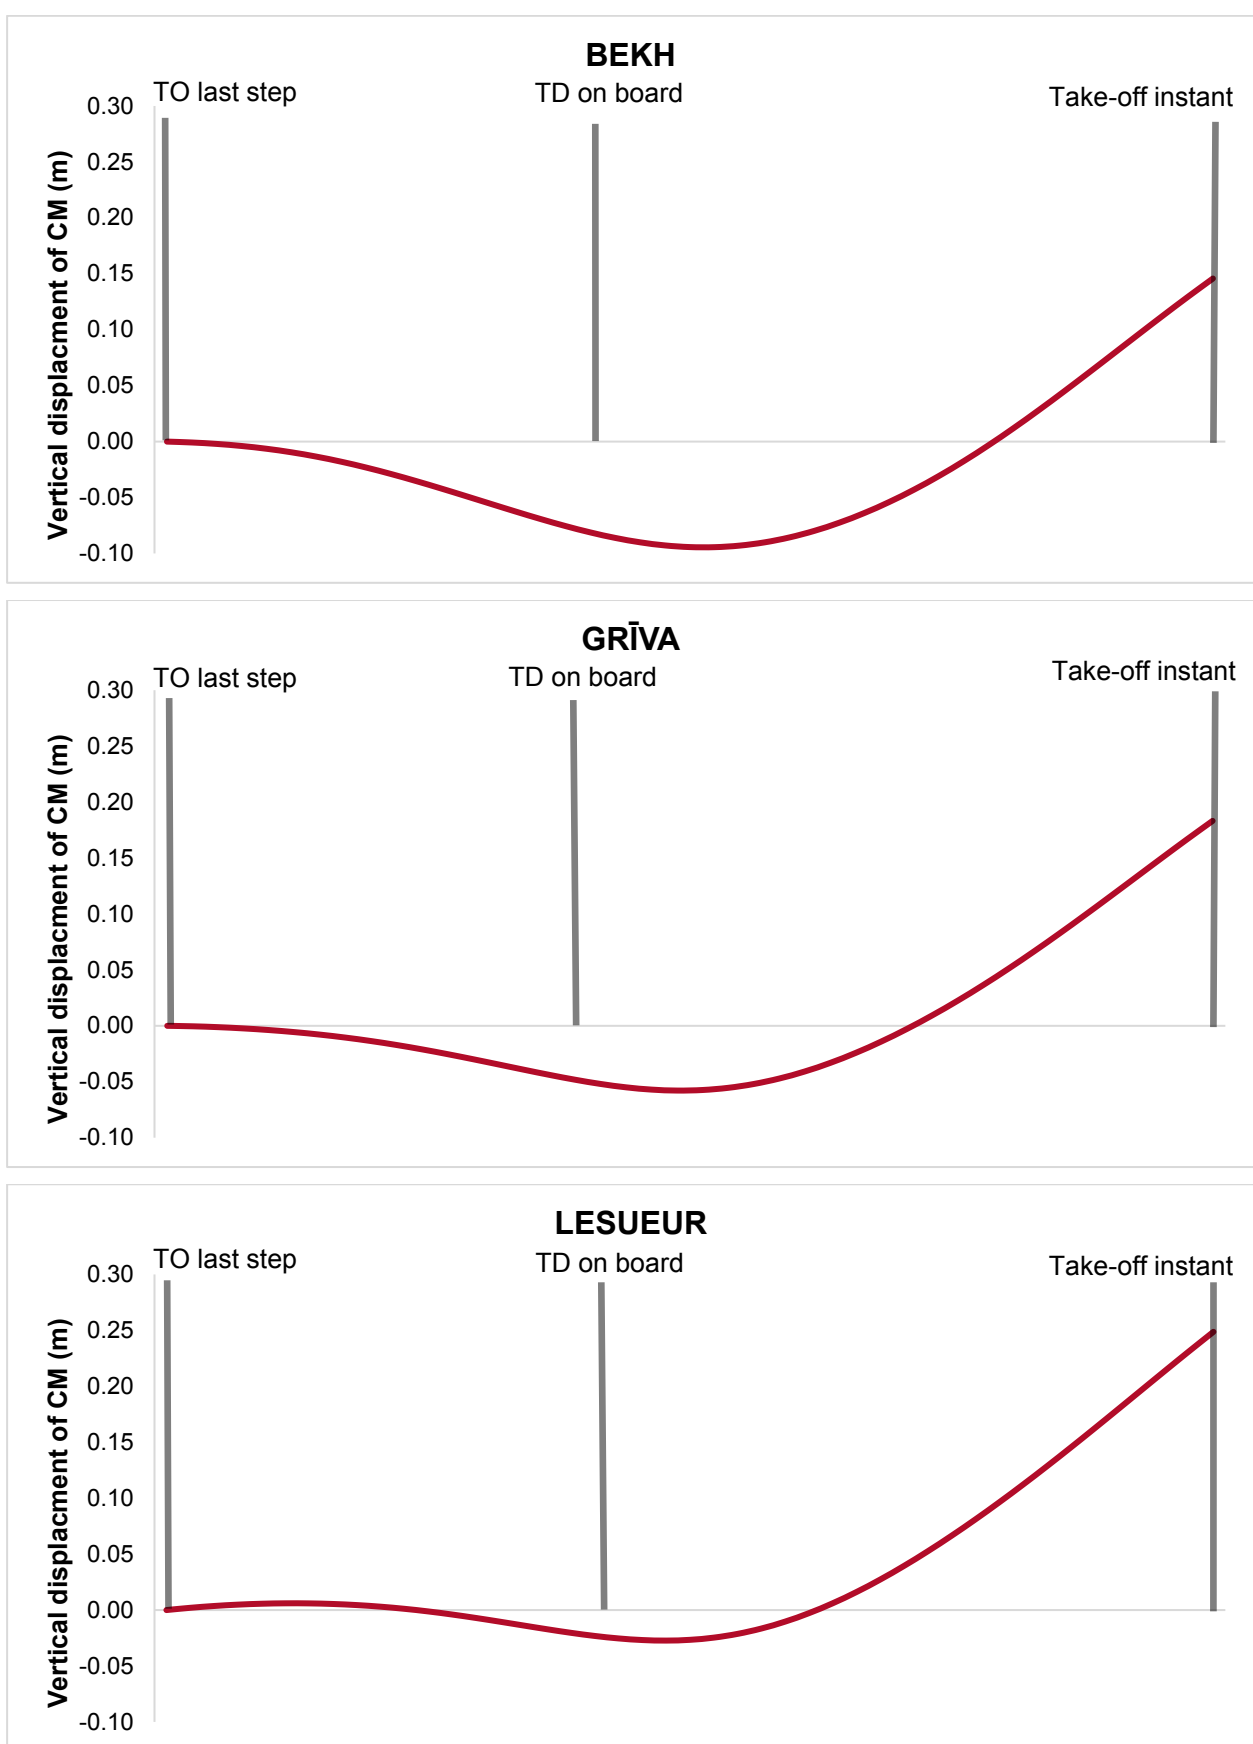 BEKH
TO last step
TD on board
Take-off instant
Vertical displacment of CM (m)
0.30
0.25
0.20
0.15
0.10
0.05
0.00
-0.05
-0.10
GRĪVA
TO last step
TD on board
Take-off instant
Vertical displacment of CM (m)
0.30
0.25
0.20
0.15
0.10
0.05
0.00
-0.05
-0.10
LESUEUR
TO last step
TD on board
Take-off instant
Vertical displacment of CM (m)
0.30
0.25
0.20
0.15
0.10
0.05
0.00
-0.05
-0.10